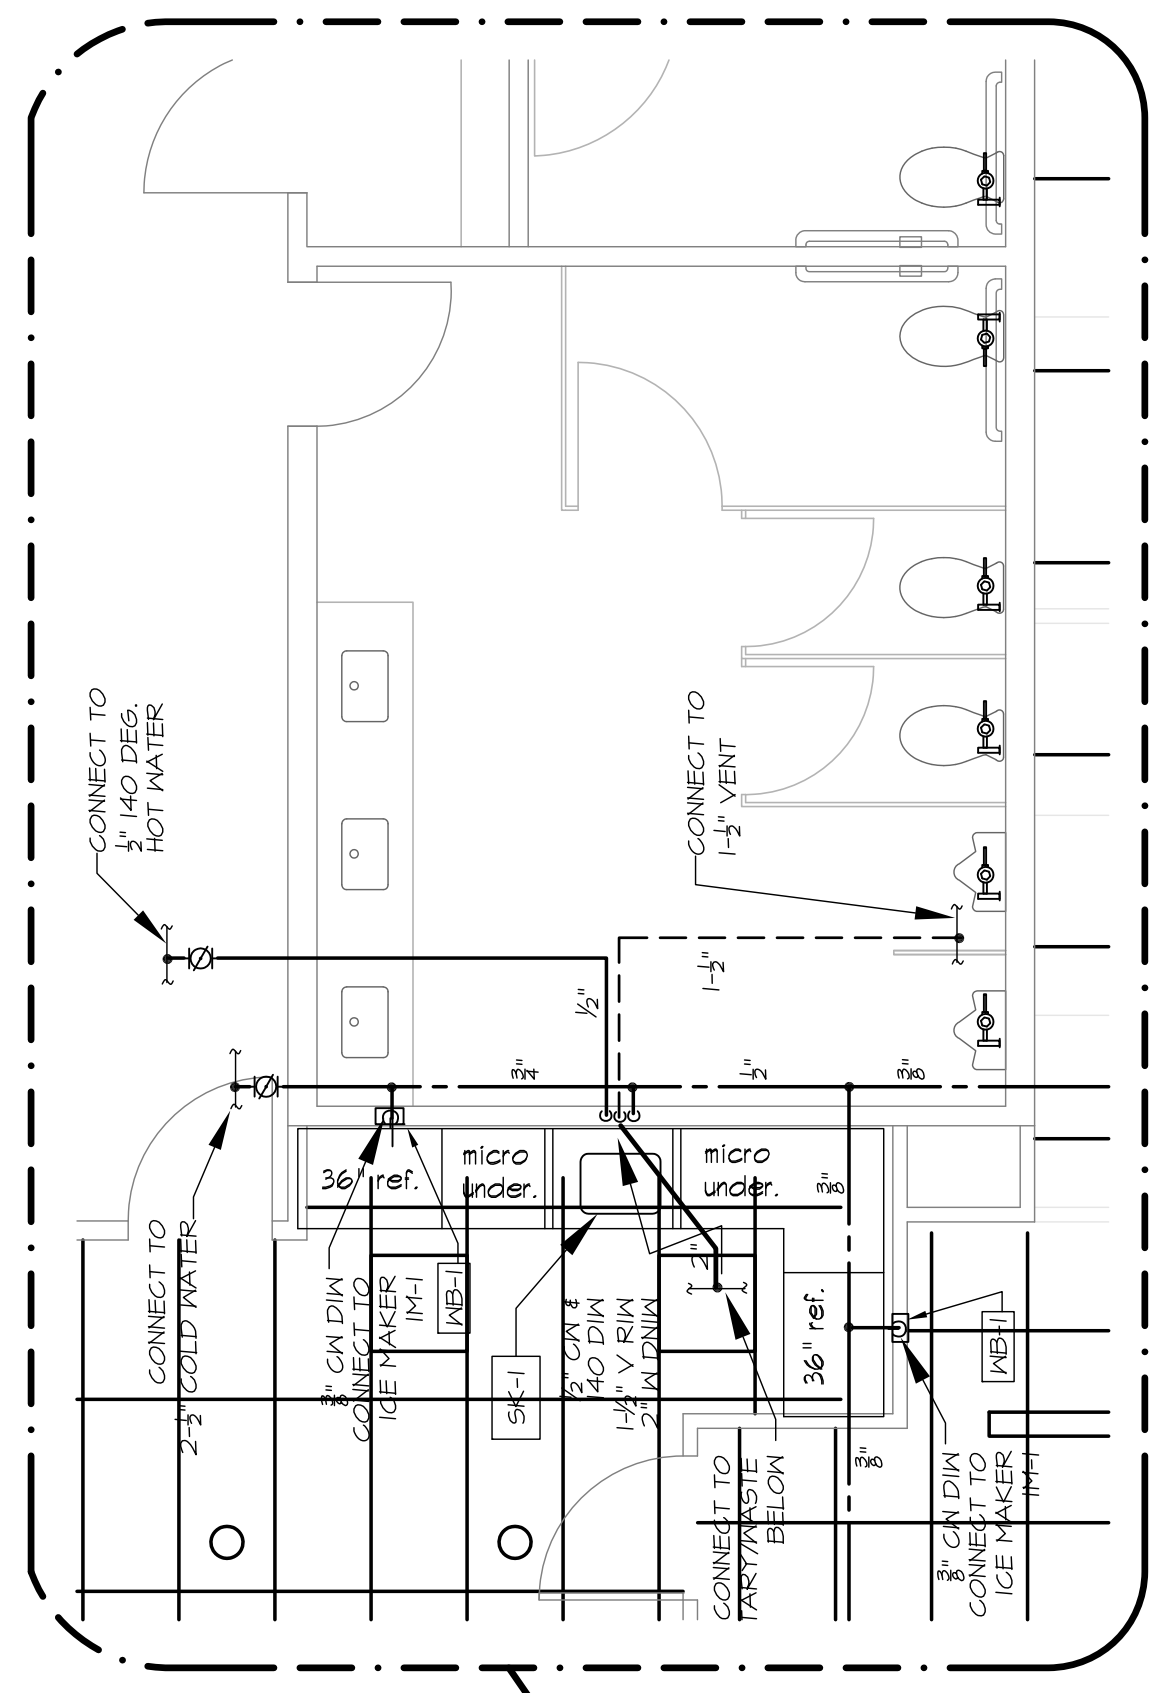 CONNECT TO
½" 140 DEG.
HOT WATER
CONNECT TO
1-½" VENT
½"
1-½"
¾"
1½
⅜"
36" ref.
micro
under.
micro
under.
⅜"
CONNECT TO
2-½" COLD WATER
⅜" CW DIW
CONNECT TO
ICE MAKER
IM-1
WB-1
SK-1
½" CW &
140 DIW
1-½" V RIM
2" W DNIW
2"
36" ref.
WB-1
CONNECT TO
TARY/WASTE
BELOW
⅜"
⅜" CW DIW
CONNECT TO
ICE MAKER
IM-1